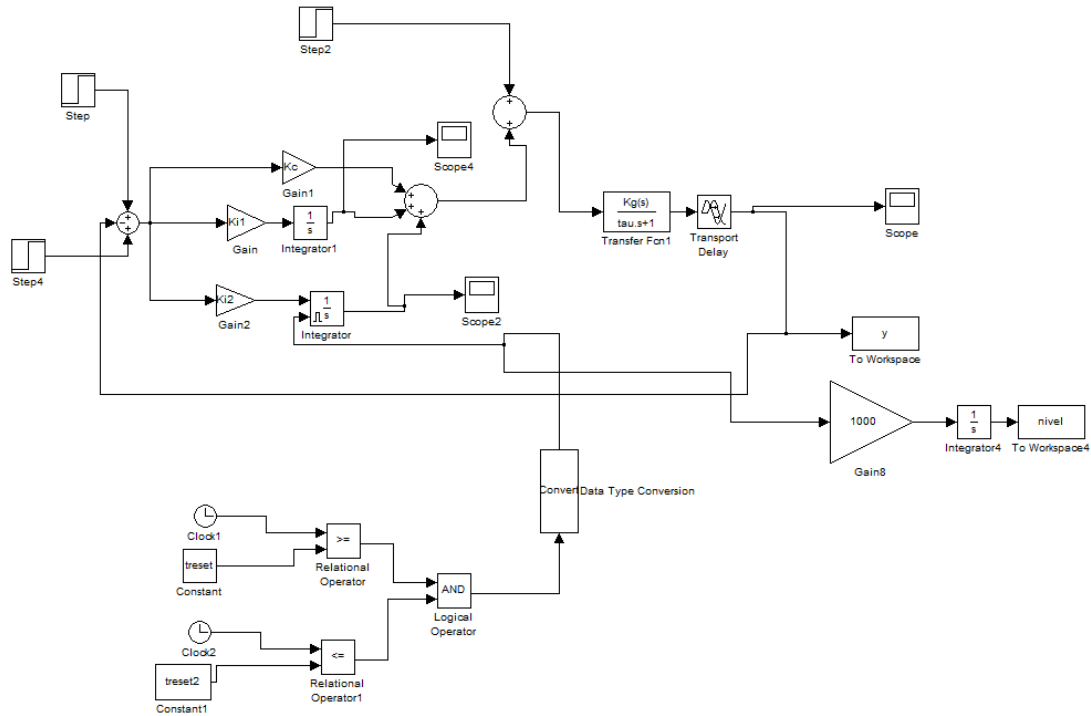 Step2
Step
Scope4
+
+
Kc
Gain1
+
+
+
Kg(s)
tau.s+1
Transfer Fcn1
Transport
Delay
Scope
+
-
+
Ki1
Gain
1
s
Integrator1
Step4
Ki2
Gain2
1
s
Integrator
Scope2
y
To Workspace
1000
Gain8
1
s
Integrator4
nivel
To Workspace4
Convert
Data Type Conversion
Clock1
treset
Constant
>=
Relational
Operator
AND
Logical
Operator
Clock2
treset2
Constant1
<=
Relational
Operator1